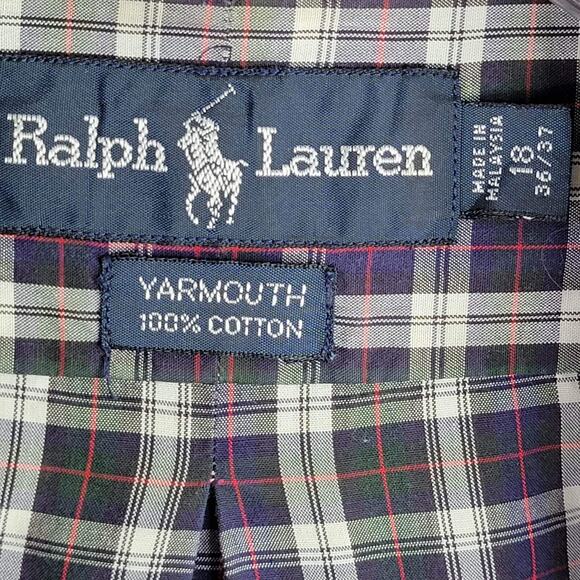 Ralph Lauren
MADE IN
MALAYSIA
18
36/37
YARMOUTH
100% COTTON